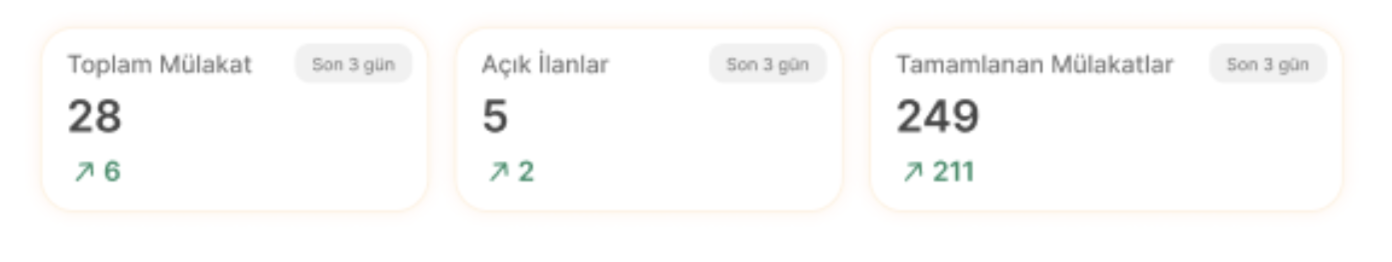 Toplam Mülakat
Son 3 gün
28
↗ 6
Açık İlanlar
Son 3 gün
5
↗ 2
Tamamlanan Mülakatlar
Son 3 gün
249
↗ 211